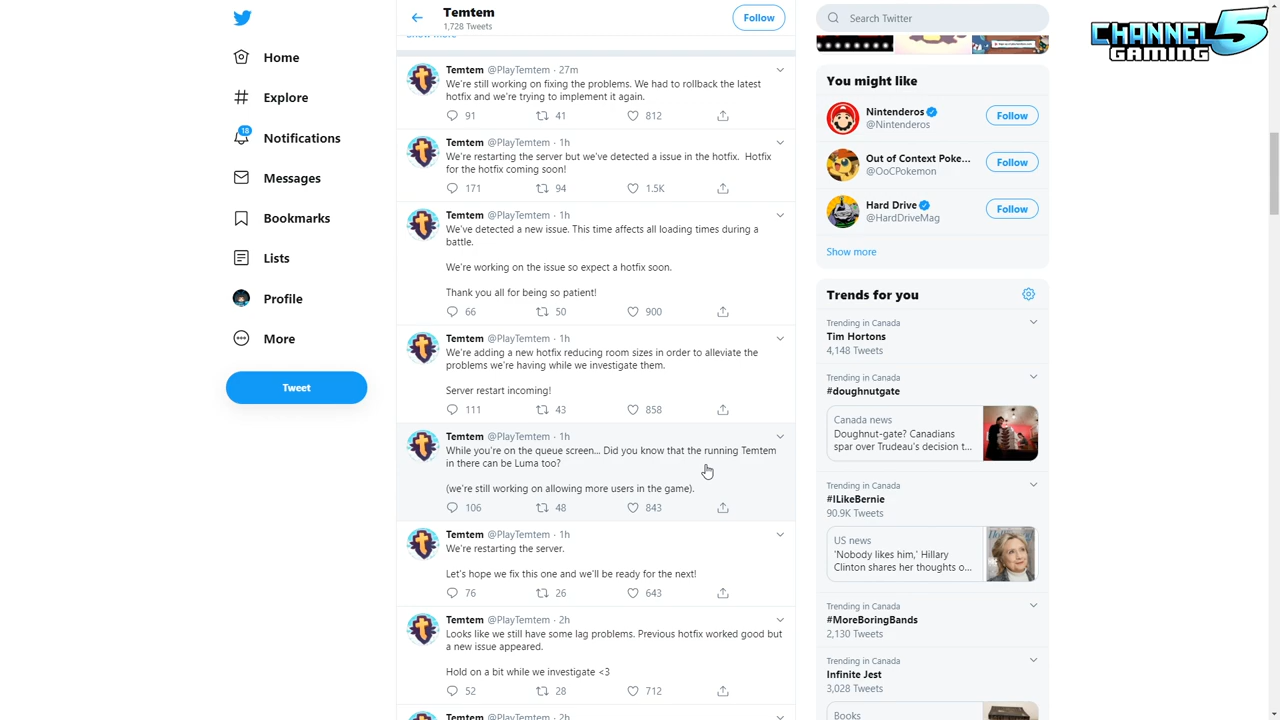 Home
Explore
18
Notifications
Messages
Bookmarks
Lists
Profile
More
Tweet
Temtem
1,728 Tweets
Follow
Temtem @PlayTemtem · 27m
We're still working on fixing the problems. We had to rollback the latest
hotfix and we're trying to implement it again.
91 41 812
Temtem @PlayTemtem · 1h
We're restarting the server but we've detected a issue in the hotfix. Hotfix
for the hotfix coming soon!
171 94 1.5K
Temtem @PlayTemtem · 1h
We've detected a new issue. This time affects all loading times during a
battle.
We're working on the issue so expect a hotfix soon.
Thank you all for being so patient!
66 50 900
Temtem @PlayTemtem · 1h
We're adding a new hotfix reducing room sizes in order to alleviate the
problems we're having while we investigate them.
Server restart incoming!
111 43 858
Temtem @PlayTemtem · 1h
While you're on the queue screen... Did you know that the running Temtem
in there can be Luma too?
(we're still working on allowing more users in the game).
106 48 843
Temtem @PlayTemtem · 1h
We're restarting the server.
Let's hope we fix this one and we'll be ready for the next!
76 26 643
Temtem @PlayTemtem · 2h
Looks like we still have some lag problems. Previous hotfix worked good but
a new issue appeared.
Hold on a bit while we investigate <3
52 28 712
Temtem @PlayTemtem · 2h
Search Twitter
You might like
Nintenderos
@Nintenderos
Follow
Out of Context Poke...
@OoCPokemon
Follow
Hard Drive
@HardDriveMag
Follow
Show more
Trends for you
Trending in Canada
Tim Hortons
4,148 Tweets
Trending in Canada
#doughnutgate
Canada news
Doughnut-gate? Canadians
spar over Trudeau's decision t...
Trending in Canada
#ILikeBernie
90.9K Tweets
US news
'Nobody likes him,' Hillary
Clinton shares her thoughts o...
Trending in Canada
#MoreBoringBands
2,130 Tweets
Trending in Canada
Infinite Jest
3,028 Tweets
Books
CHANNEL 5
GAMING